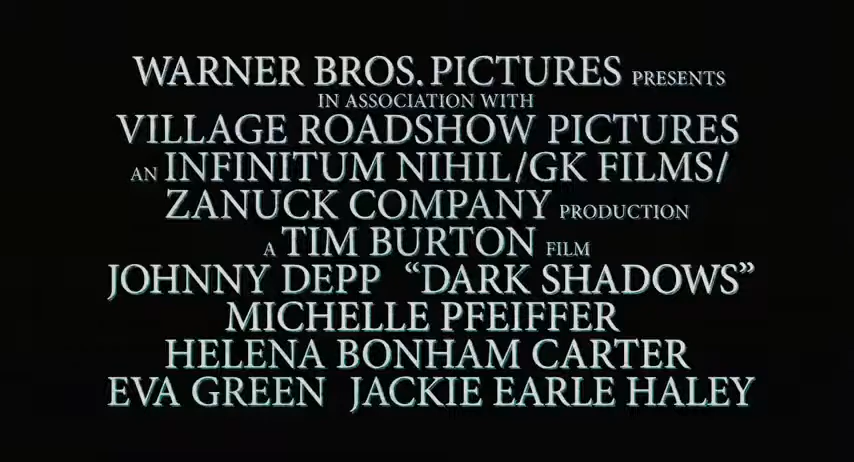 WARNER BROS. PICTURES PRESENTS
IN ASSOCIATION WITH
VILLAGE ROADSHOW PICTURES
AN INFINITUM NIHIL/GK FILMS/
ZANUCK COMPANY PRODUCTION
A TIM BURTON FILM
JOHNNY DEPP “DARK SHADOWS”
MICHELLE PFEIFFER
HELENA BONHAM CARTER
EVA GREEN JACKIE EARLE HALEY